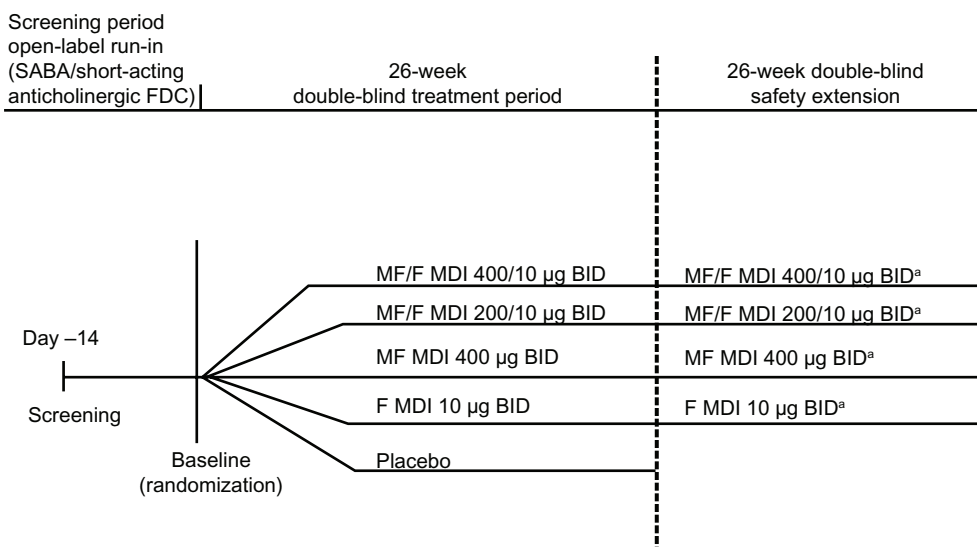 Screening period
open-label run-in
(SABA/short-acting
anticholinergic FDC)
26-week
double-blind treatment period
26-week double-blind
safety extension
MF/F MDI 400/10 µg BID
MF/F MDI 400/10 µg BIDᵃ
MF/F MDI 200/10 µg BID
MF/F MDI 200/10 µg BIDᵃ
Day –14
MF MDI 400 µg BID
MF MDI 400 µg BIDᵃ
Screening
F MDI 10 µg BID
F MDI 10 µg BIDᵃ
Baseline
(randomization)
Placebo